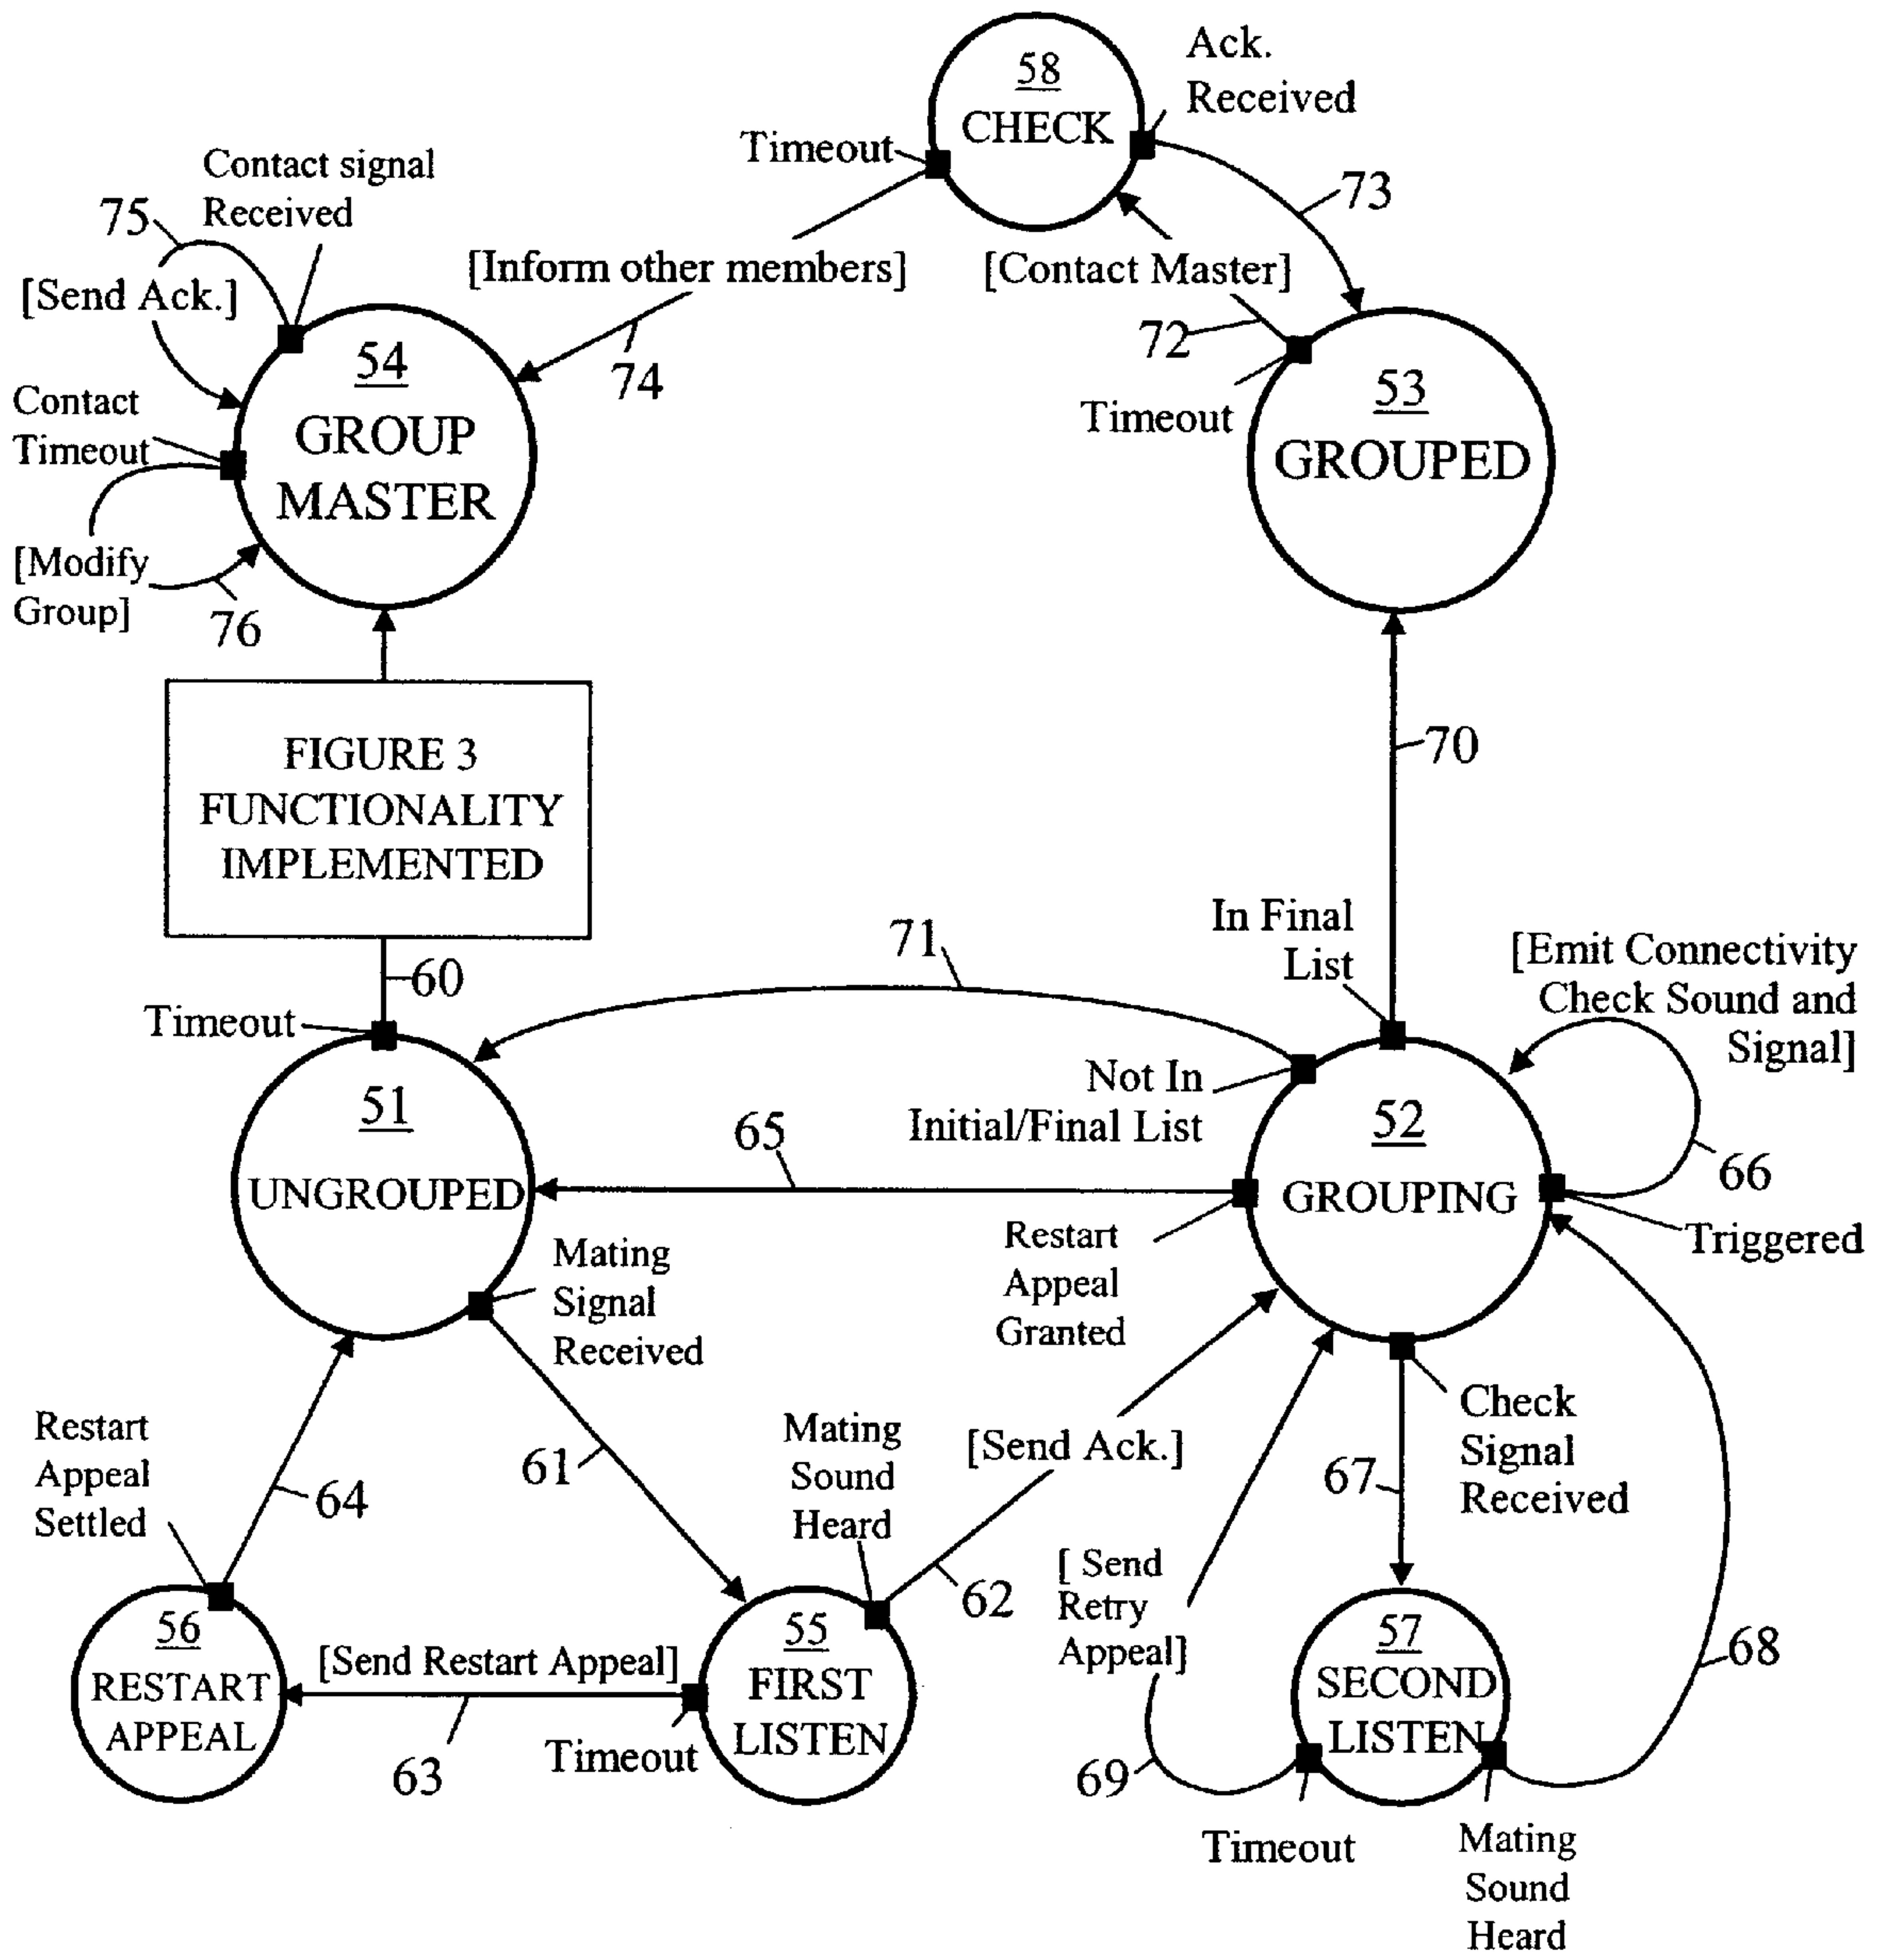 58
CHECK
Ack.
Received
Timeout
73
Contact signal
Received
75
[Send Ack.]
[Inform other members]
[Contact Master]
72
74
Timeout
54
GROUP
MASTER
53
GROUPED
Contact
Timeout
[Modify
Group]
76
FIGURE 3
FUNCTIONALITY
IMPLEMENTED
70
60
Timeout
71
In Final
List
[Emit Connectivity
Check Sound and
Signal]
Not In
Initial/Final List
51
UNGROUPED
65
52
GROUPING
66
Triggered
Restart
Appeal
Granted
Mating
Signal
Received
Check
Signal
Received
67
Restart
Appeal
Settled
64
61
Mating
Sound
Heard
[Send Ack.]
62
[ Send
Retry
Appeal]
68
56
RESTART
APPEAL
[Send Restart Appeal]
63
Timeout
55
FIRST
LISTEN
57
SECOND
LISTEN
69
Timeout
Mating
Sound
Heard